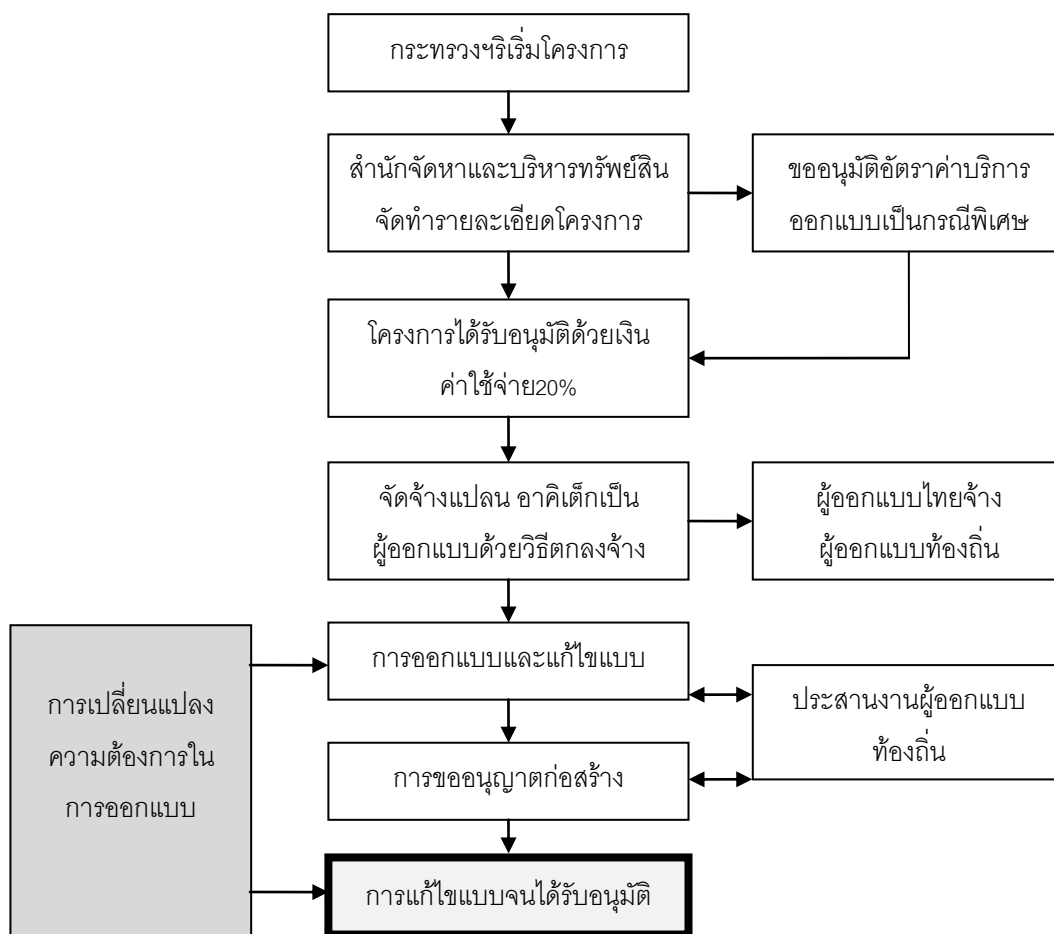 กระทรวงฯริเริ่มโครงการ
สำนักจัดหาและบริหารทรัพย์สิน
จัดทำรายละเอียดโครงการ
ขออนุมัติอัตราค่าบริการ
ออกแบบเป็นกรณีพิเศษ
โครงการได้รับอนุมัติด้วยเงิน
ค่าใช้จ่าย20%
จัดจ้างแปลน อาคิเต็กเป็น
ผู้ออกแบบด้วยวิธีตกลงจ้าง
ผู้ออกแบบไทยจ้าง
ผู้ออกแบบท้องถิ่น
การออกแบบและแก้ไขแบบ
การเปลี่ยนแปลง
ความต้องการใน
การออกแบบ
ประสานงานผู้ออกแบบ
ท้องถิ่น
การขออนุญาตก่อสร้าง
การแก้ไขแบบจนได้รับอนุมัติ